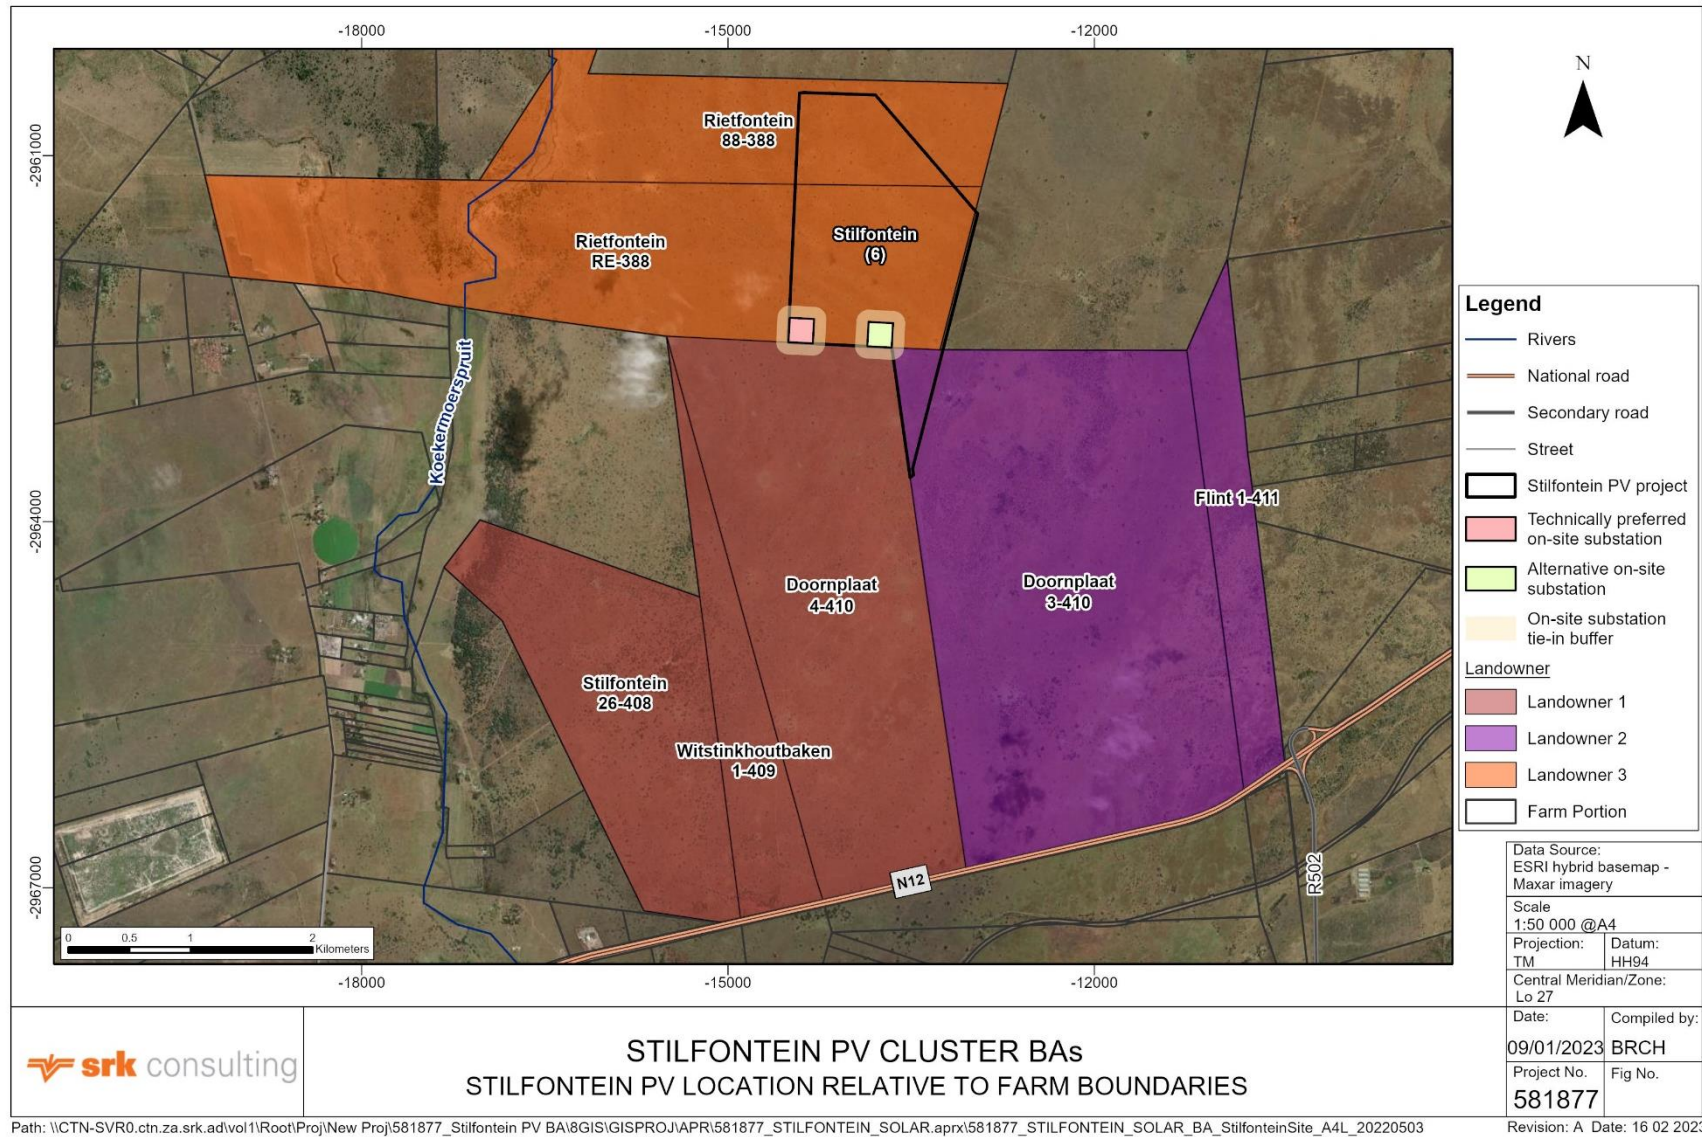 -18000
-15000
-12000
-2961000
-2964000
-2967000
Rietfontein
88-388
Rietfontein
RE-388
Stilfontein
(6)
Koekermoerspruit
Flint 1-411
Doornplaat
4-410
Doornplaat
3-410
Stilfontein
26-408
Witstinkhoutbaken
1-409
N12
R502
0 0.5 1 2
Kilometers
-18000
-15000
-12000
N
Legend
Rivers
National road
Secondary road
Street
Stilfontein PV project
Technically preferred
on-site substation
Alternative on-site
substation
On-site substation
tie-in buffer
Landowner
Landowner 1
Landowner 2
Landowner 3
Farm Portion
Data Source:
ESRI hybrid basemap -
Maxar imagery
Scale
1:50 000 @A4
Projection:
TM
Datum:
HH94
Central Meridian/Zone:
Lo 27
Date:
09/01/2023
Compiled by:
BRCH
Project No.
581877
Fig No.
srk consulting
STILFONTEIN PV CLUSTER BAs
STILFONTEIN PV LOCATION RELATIVE TO FARM BOUNDARIES
Path: \\CTN-SVR0.ctn.za.srk.ad\vol1\Root\Proj\New Proj\581877_Stilfontein PV BA\8GIS\GISPROJ\APR\581877_STILFONTEIN_SOLAR.aprx\581877_STILFONTEIN_SOLAR_BA_StilfonteinSite_A4L_20220503
Revision: A Date: 16 02 202